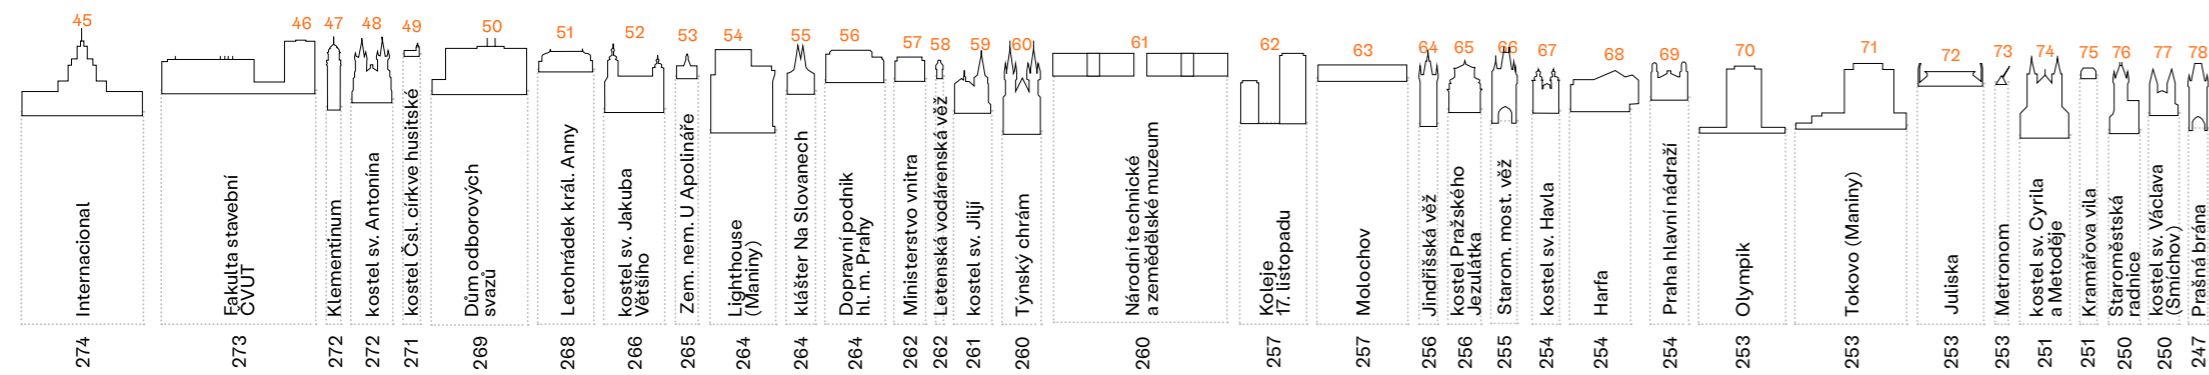 45
46
47
48
49
50
51
52
53
54
55
56
57
58
59
60
61
62
63
64
65
66
67
68
69
70
71
72
73
74
75
76
77
78
Internacional
Fakulta stavební
ČVUT
Klementinum
kostel sv. Antonína
kostel Čsl. církve husitské
Dům odborových
svazů
Letohrádek král. Anny
kostel sv. Jakuba
Většího
Zem. nem. U Apolináře
Lighthouse
(Maniny)
klášter Na Slovanech
Dopravní podnik
hl. m. Prahy
Ministerstvo vnitra
Letenská vodárenská věž
kostel sv. Jiljí
Týnský chrám
Národní technické
a zemědělské muzeum
Koleje
17. listopadu
Molochov
Jindřišská věž
kostel Pražského
Jezulátka
Starom. most. věž
kostel sv. Havla
Harfa
Praha hlavní nádraží
Olympik
Tokovo (Maniny)
Juliska
Metronom
kostel sv. Cyrila
a Metoděje
Kramářova vila
Staroměstská
radnice
kostel sv. Václava
(Smíchov)
Prašná brána
274
273
272
272
271
269
268
266
265
264
264
264
262
262
261
260
260
257
257
256
256
255
254
254
254
253
253
253
253
251
251
250
250
247